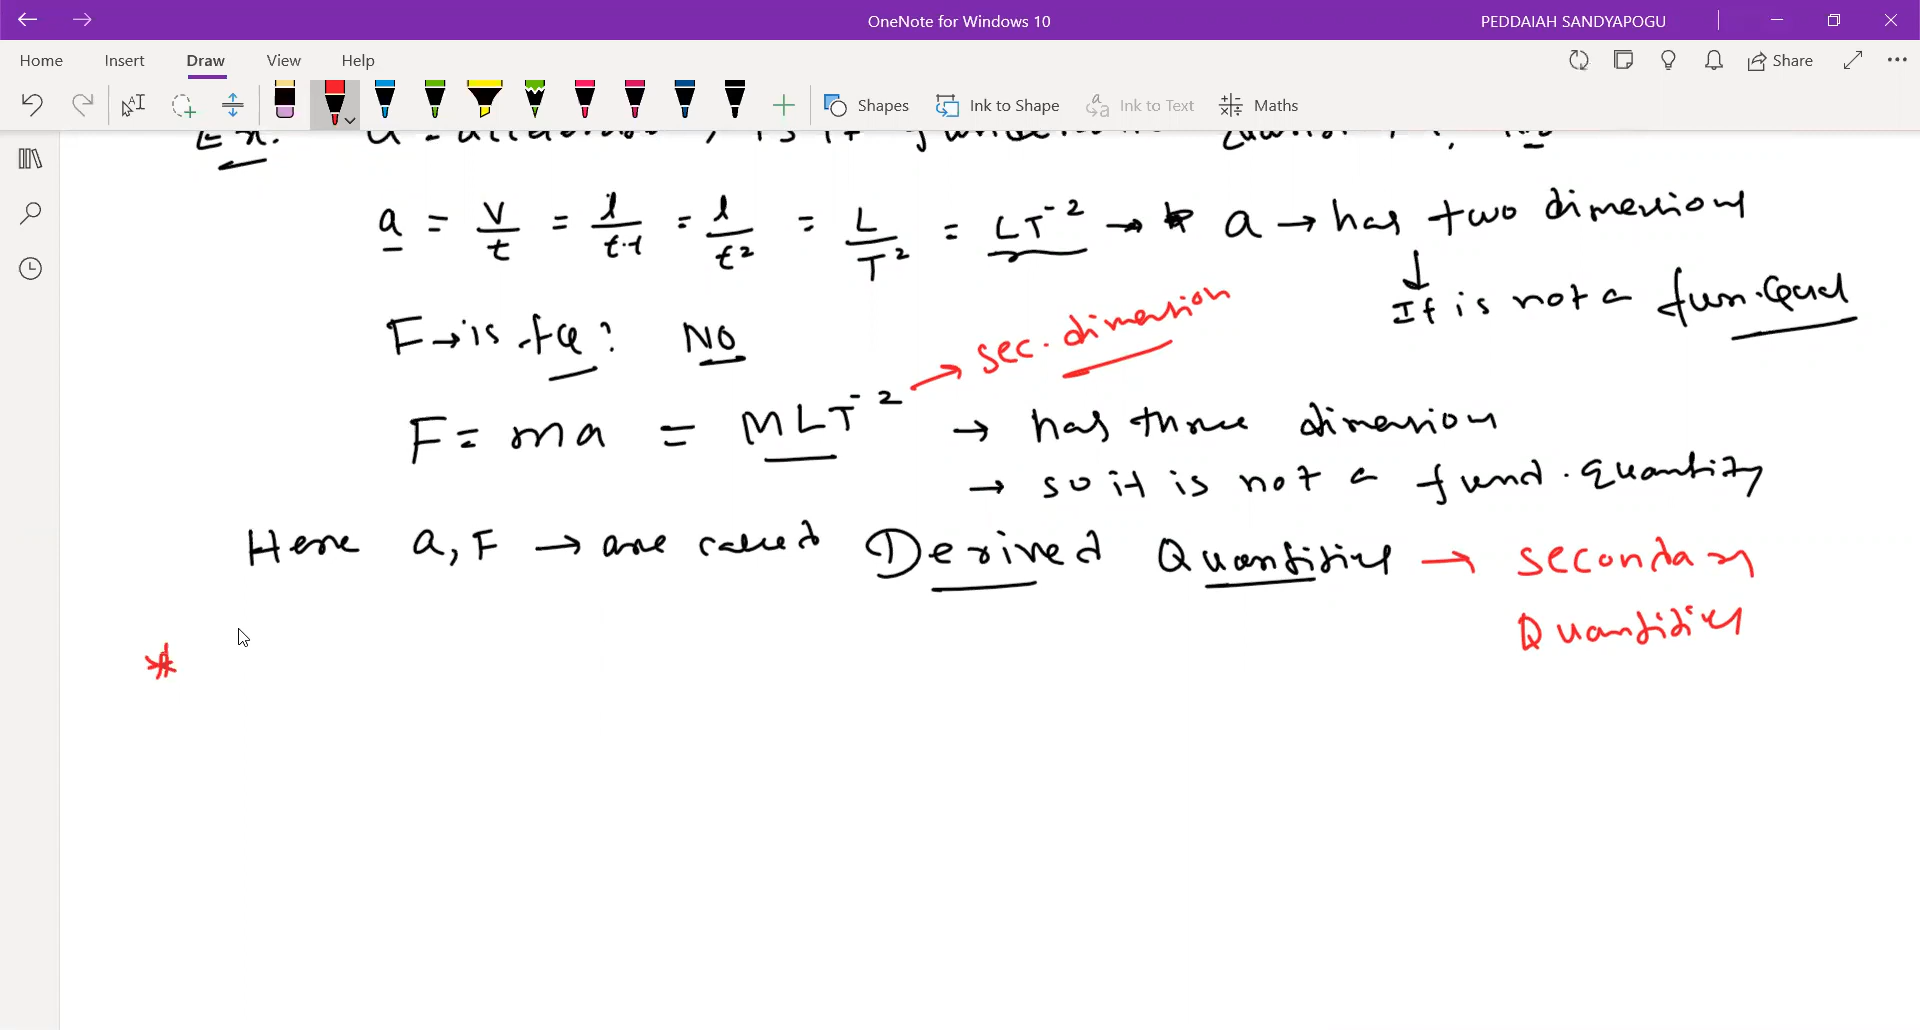 OneNote for Windows 10
PEDDAIAH SANDYAPOGU
Home Insert Draw View Help
Share
Shapes Ink to Shape Ink to Text Maths
Ex:
a = v/t = l/t·t = l/t² = L/T² = LT⁻² → a → has two dimensions
↓
It is not a fun.Quad
F → is fq? NO
→ sec. dimension
F = ma = MLT⁻² → has three dimension
→ so it is not a fund. quantity
Here a, F → are called Derived Quantities → secondary
Quantities
*